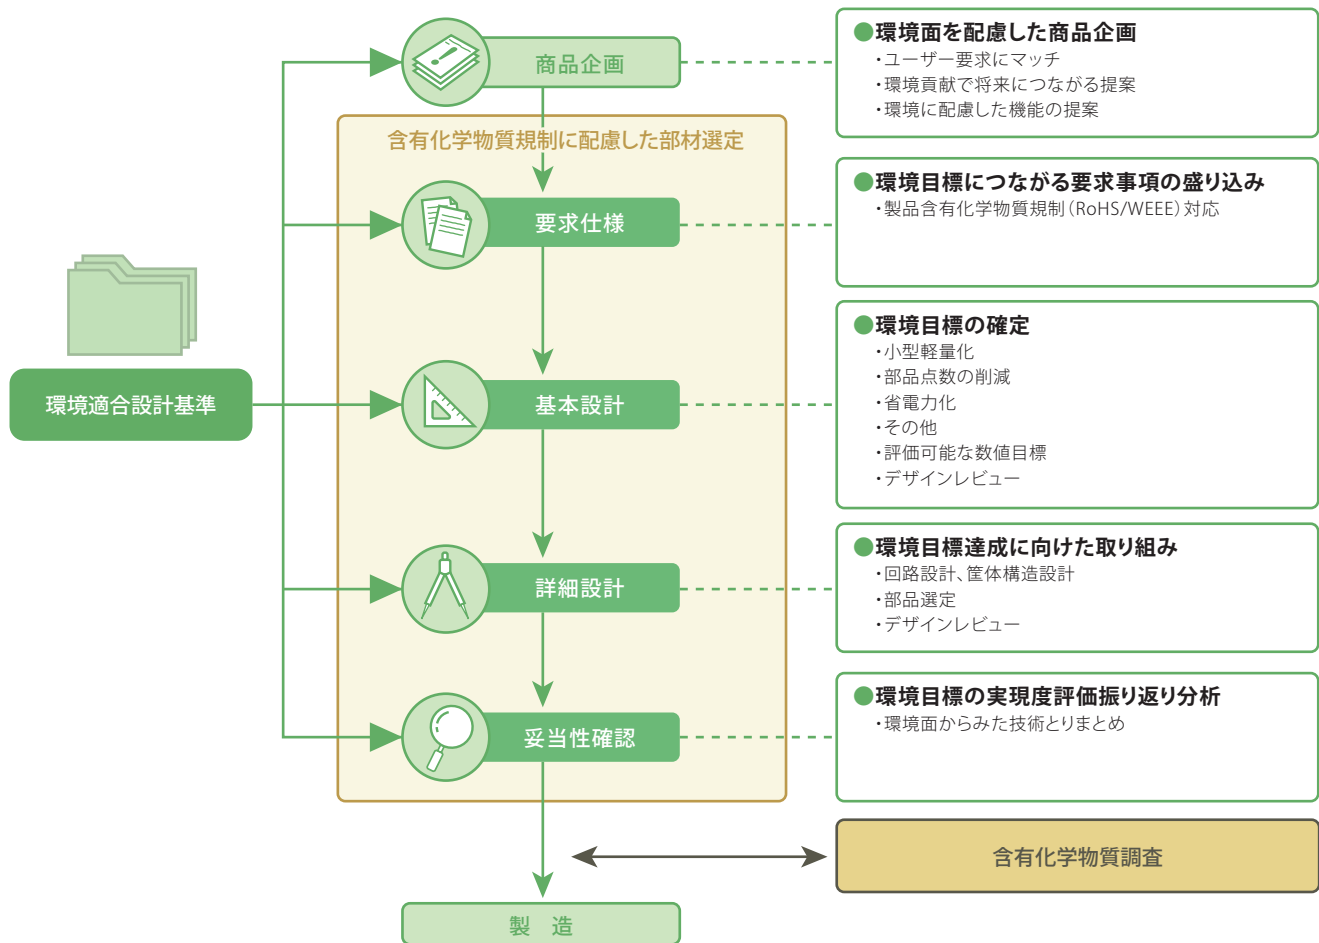 商品企画
●環境面を配慮した商品企画
・ユーザー要求にマッチ
・環境貢献で将来につながる提案
・環境に配慮した機能の提案
含有化学物質規制に配慮した部材選定
要求仕様
●環境目標につながる要求事項の盛り込み
・製品含有化学物質規制（RoHS/WEEE）対応
環境適合設計基準
基本設計
●環境目標の確定
・小型軽量化
・部品点数の削減
・省電力化
・その他
・評価可能な数値目標
・デザインレビュー
詳細設計
●環境目標達成に向けた取り組み
・回路設計、筐体構造設計
・部品選定
・デザインレビュー
妥当性確認
●環境目標の実現度評価振り返り分析
・環境面からみた技術とりまとめ
含有化学物質調査
製　造